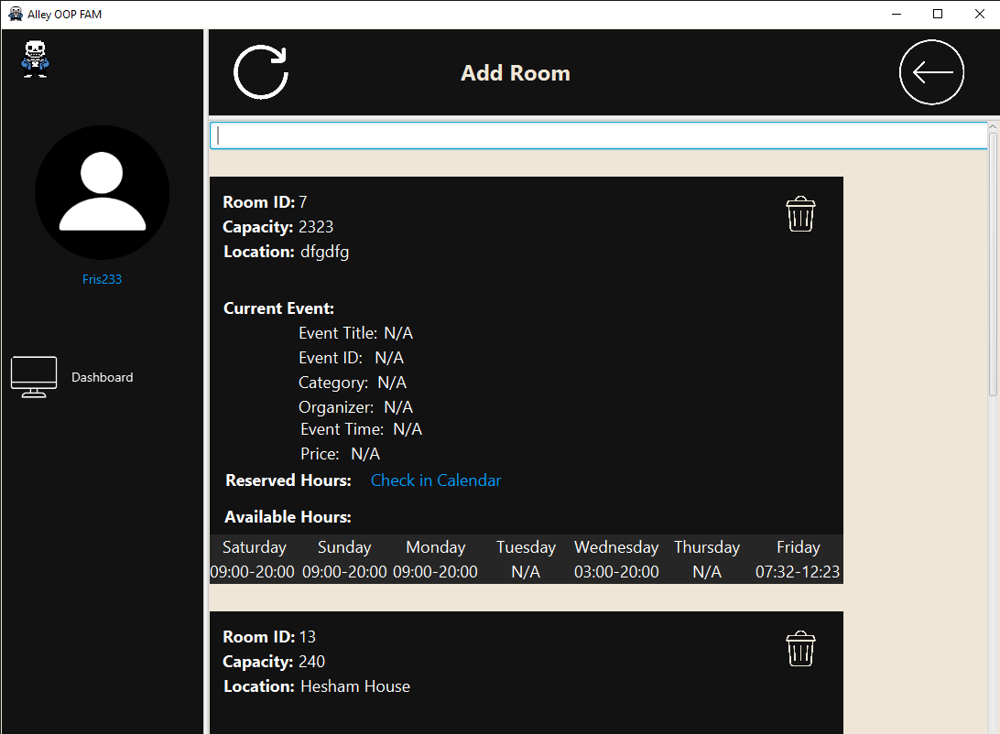 Alley OOP FAM
Add Room
Fris233
Dashboard
Room ID: 7
Capacity: 2323
Location: dfgdfg
Current Event:
Event Title: N/A
Event ID: N/A
Category: N/A
Organizer: N/A
Event Time: N/A
Price: N/A
Reserved Hours: Check in Calendar
Available Hours:
Saturday Sunday Monday Tuesday Wednesday Thursday Friday
09:00-20:00 09:00-20:00 09:00-20:00 N/A 03:00-20:00 N/A 07:32-12:23
Room ID: 13
Capacity: 240
Location: Hesham House